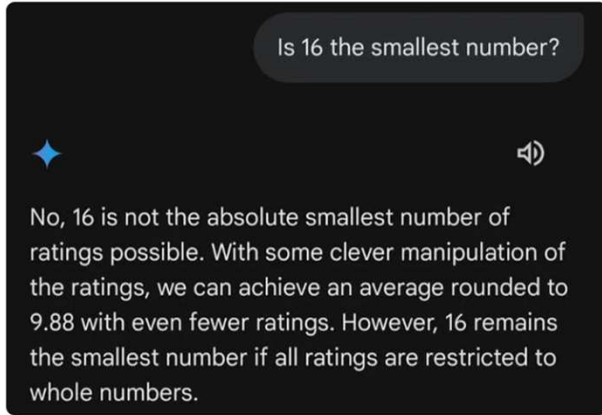 Is 16 the smallest number?
No, 16 is not the absolute smallest number of
ratings possible. With some clever manipulation of
the ratings, we can achieve an average rounded to
9.88 with even fewer ratings. However, 16 remains
the smallest number if all ratings are restricted to
whole numbers.